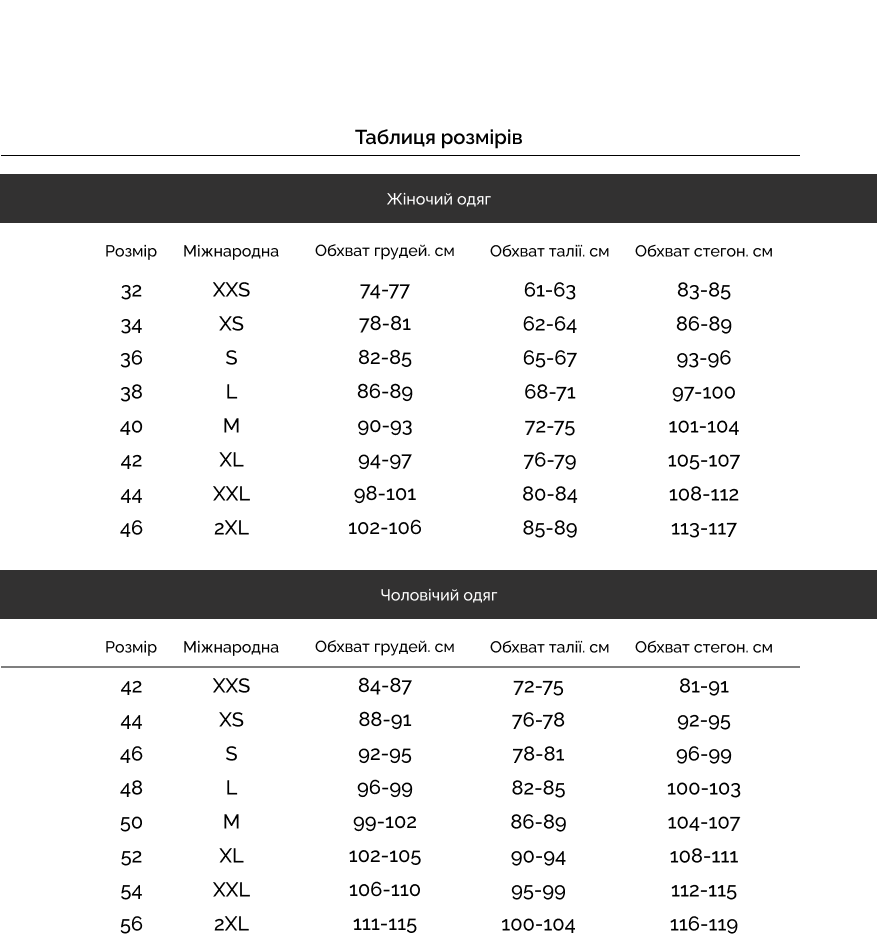 Таблиця розмірів
Жіночий одяг
Розмір Міжнародна Обхват грудей. см Обхват талії. см Обхват стегон. см
32 XXS 74-77 61-63 83-85
34 XS 78-81 62-64 86-89
36 S 82-85 65-67 93-96
38 L 86-89 68-71 97-100
40 M 90-93 72-75 101-104
42 XL 94-97 76-79 105-107
44 XXL 98-101 80-84 108-112
46 2XL 102-106 85-89 113-117
Чоловічий одяг
Розмір Міжнародна Обхват грудей. см Обхват талії. см Обхват стегон. см
42 XXS 84-87 72-75 81-91
44 XS 88-91 76-78 92-95
46 S 92-95 78-81 96-99
48 L 96-99 82-85 100-103
50 M 99-102 86-89 104-107
52 XL 102-105 90-94 108-111
54 XXL 106-110 95-99 112-115
56 2XL 111-115 100-104 116-119